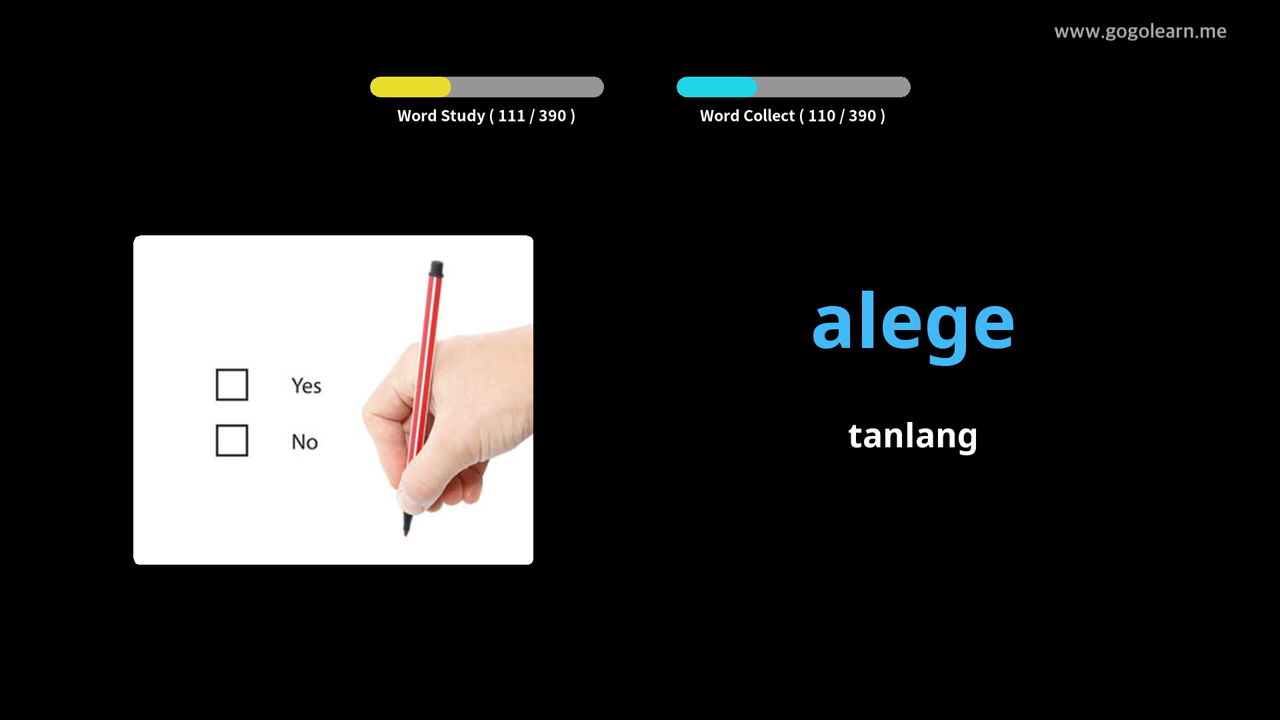 www.gogolearn.me
Word Study ( 111 / 390 )
Word Collect ( 110 / 390 )
Yes
No
alege
tanlang